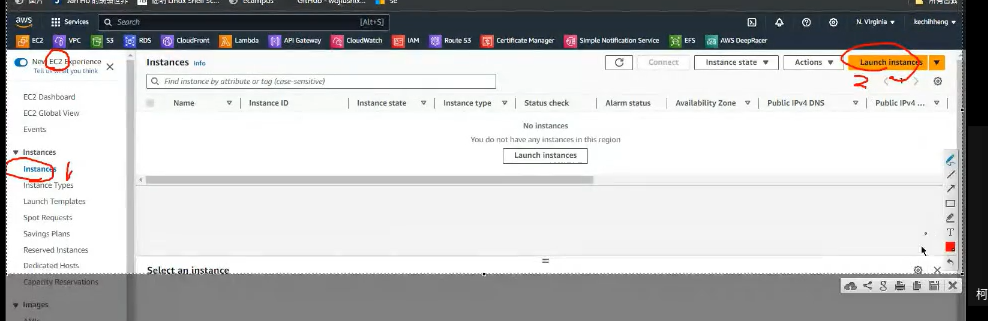 aws Services Search [Alt+S] N. Virginia kechihheng
EC2 VPC S3 RDS CloudFront Lambda API Gateway CloudWatch IAM Route 53 Certificate Manager Simple Notification Service EFS AWS DeepRacer
New EC2 Experience
Tell us what you think
EC2 Dashboard
EC2 Global View
Events
Instances
Instances
Instance Types
Launch Templates
Spot Requests
Savings Plans
Reserved Instances
Dedicated Hosts
Capacity Reservations
Images
Instances Info
Connect Instance state Actions Launch instances
2
Find instance by attribute or tag (case-sensitive)
Name Instance ID Instance state Instance type Status check Alarm status Availability Zone Public IPv4 DNS Public IPv4 ...
No instances
You do not have any instances in this region
Launch instances
Select an instance
T
柯